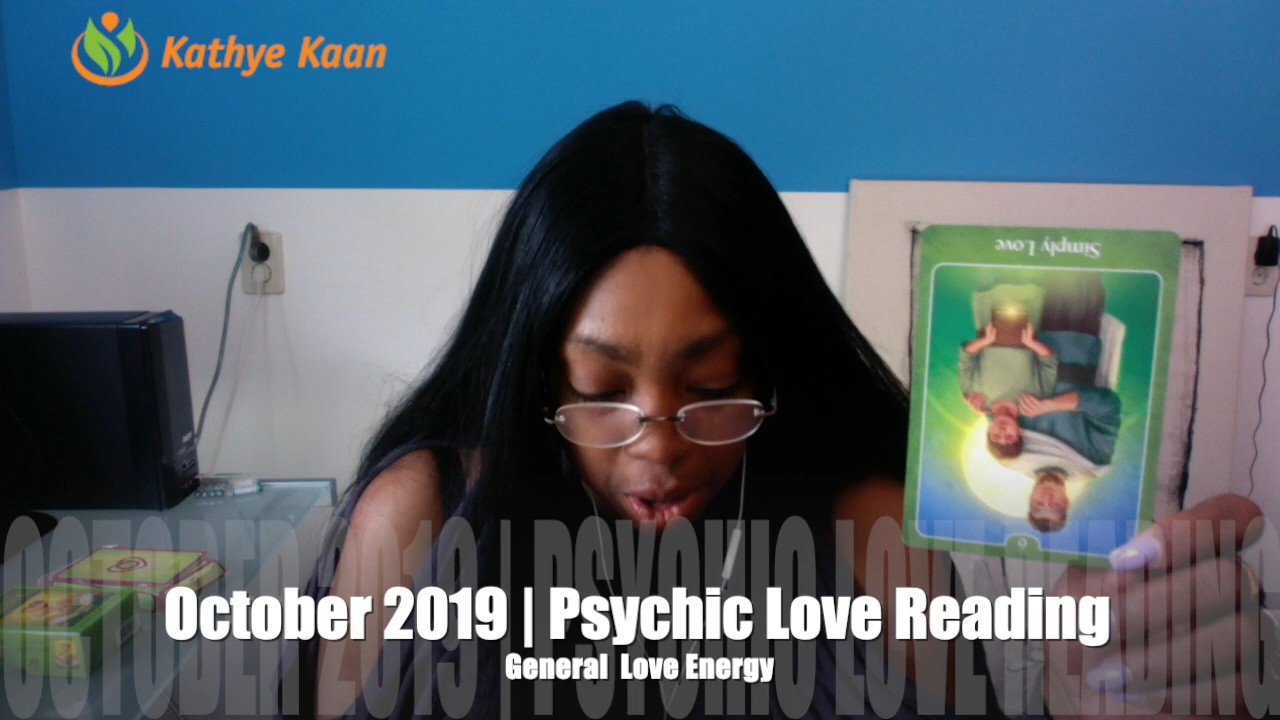 Kathye Kaan
Simply Love
OCTOBER 2019 | PSYCHIC LOVE READING
October 2019 | Psychic Love Reading
General Love Energy